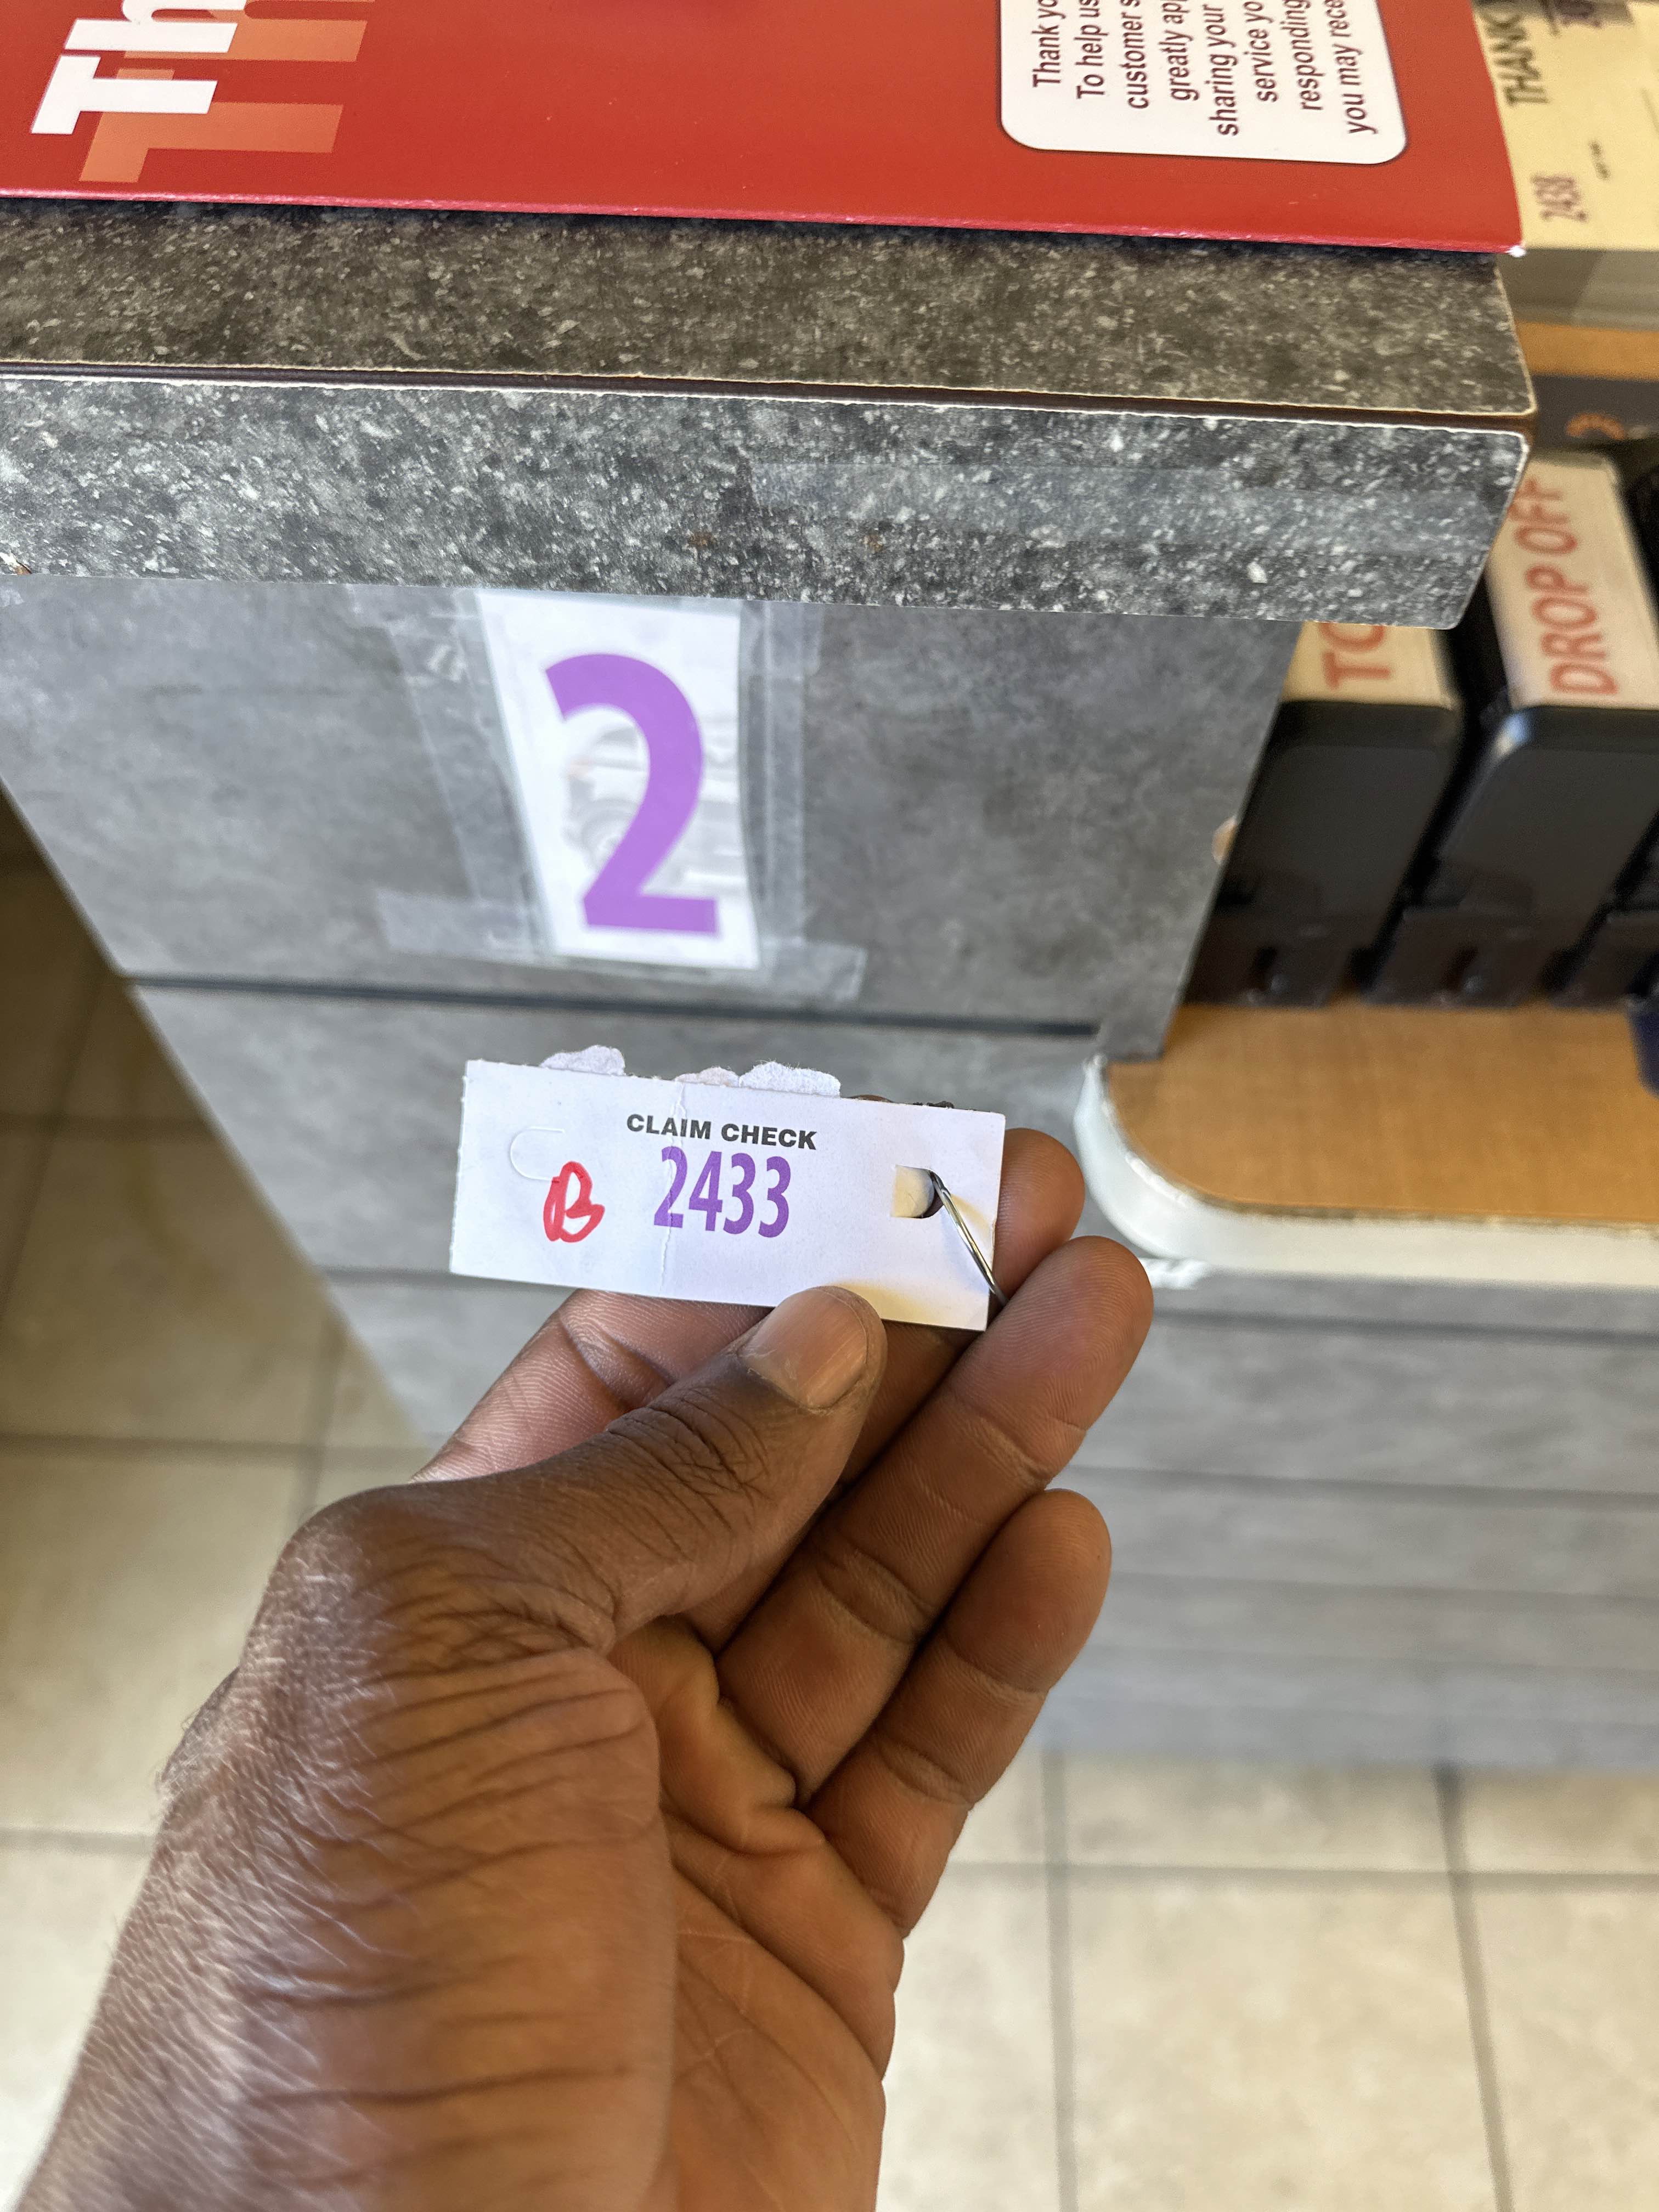 Th
Thank yo
To help us
customer s
greatly ap
sharing your
service yo
responding
you may rece
THANK
2438
2
TO
DROP OFF
CLAIM CHECK
B 2433